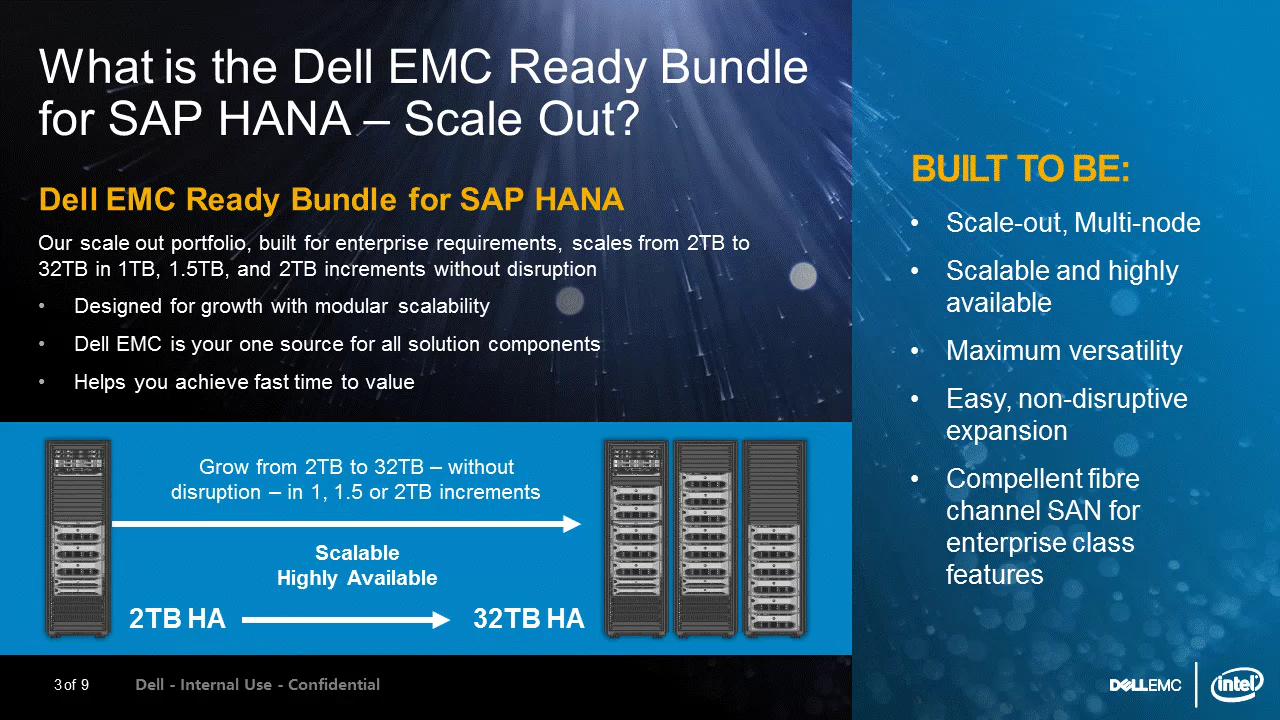 What is the Dell EMC Ready Bundle
for SAP HANA – Scale Out?
Dell EMC Ready Bundle for SAP HANA
Our scale out portfolio, built for enterprise requirements, scales from 2TB to
32TB in 1TB, 1.5TB, and 2TB increments without disruption
• Designed for growth with modular scalability
• Dell EMC is your one source for all solution components
• Helps you achieve fast time to value
Grow from 2TB to 32TB – without
disruption – in 1, 1.5 or 2TB increments
Scalable
Highly Available
2TB HA
32TB HA
BUILT TO BE:
• Scale-out, Multi-node
• Scalable and highly
available
• Maximum versatility
• Easy, non-disruptive
expansion
• Compellent fibre
channel SAN for
enterprise class
features
3 of 9
Dell - Internal Use - Confidential
DELLEMC
intel